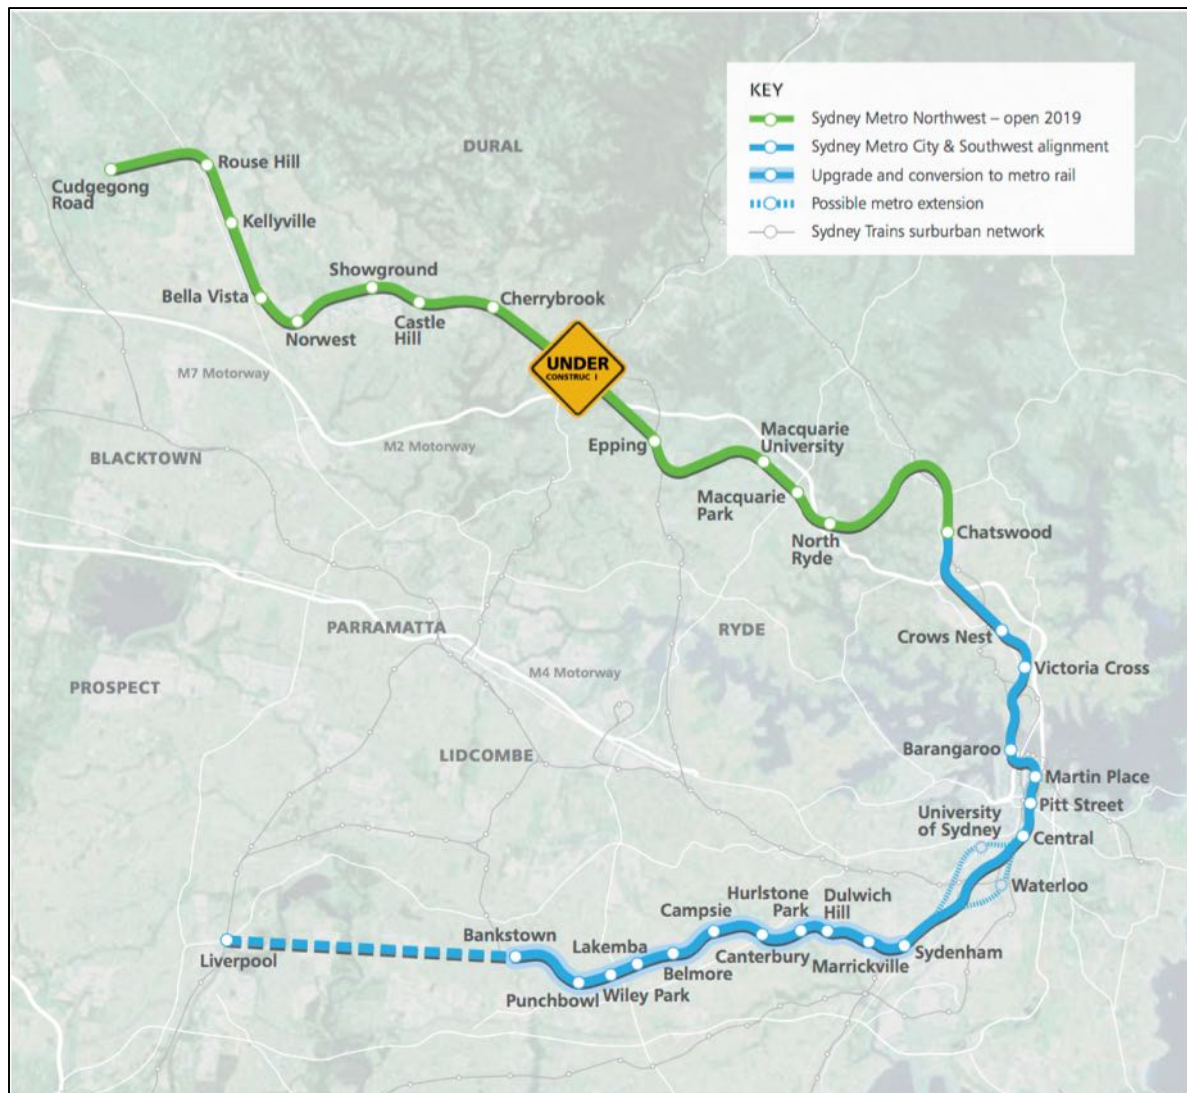 KEY
Sydney Metro Northwest – open 2019
Sydney Metro City & Southwest alignment
Upgrade and conversion to metro rail
Possible metro extension
Sydney Trains surburban network
DURAL
Cudgegong
Road
Rouse Hill
Kellyville
Bella Vista
Norwest
Showground
Castle
Hill
Cherrybrook
UNDER
CONSTRUC I
M7 Motorway
M2 Motorway
BLACKTOWN
Epping
Macquarie
University
Macquarie
Park
North
Ryde
Chatswood
PARRAMATTA
RYDE
Crows Nest
Victoria Cross
M4 Motorway
PROSPECT
LIDCOMBE
Barangaroo
Martin Place
Pitt Street
University
of Sydney
Central
Waterloo
Hurlstone
Park
Dulwich
Hill
Campsie
Bankstown
Lakemba
Liverpool
Punchbowl
Wiley Park
Belmore
Canterbury
Marrickville
Sydenham